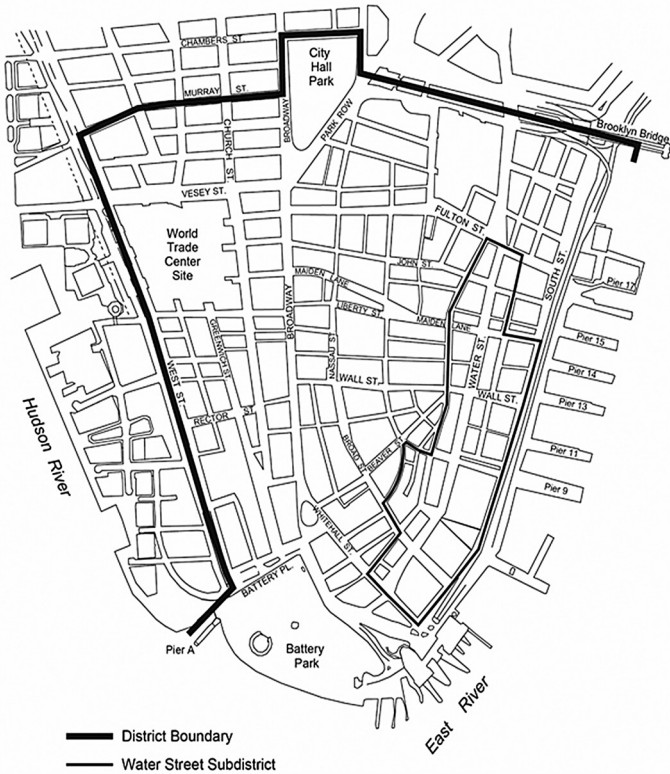 CHAMBERS ST.
City
Hall
Park
MURRAY ST.
BROADWAY
PARK ROW
Brooklyn Bridge
CHURCH ST.
VESEY ST.
FULTON ST.
World
Trade
Center
Site
JOHN ST.
SOUTH ST.
Pier 17
MAIDEN LANE
LIBERTY ST.
MAIDEN LANE
BROADWAY
GREENWICH ST.
NASSAU ST.
WATER ST.
Pier 15
WEST ST.
WALL ST.
WALL ST.
Pier 14
Pier 13
RECTOR ST.
Hudson River
BROAD ST.
BEAVER ST.
Pier 11
Pier 9
WHITEHALL ST.
BATTERY PL.
0
Pier A
Battery
Park
East River
District Boundary
Water Street Subdistrict